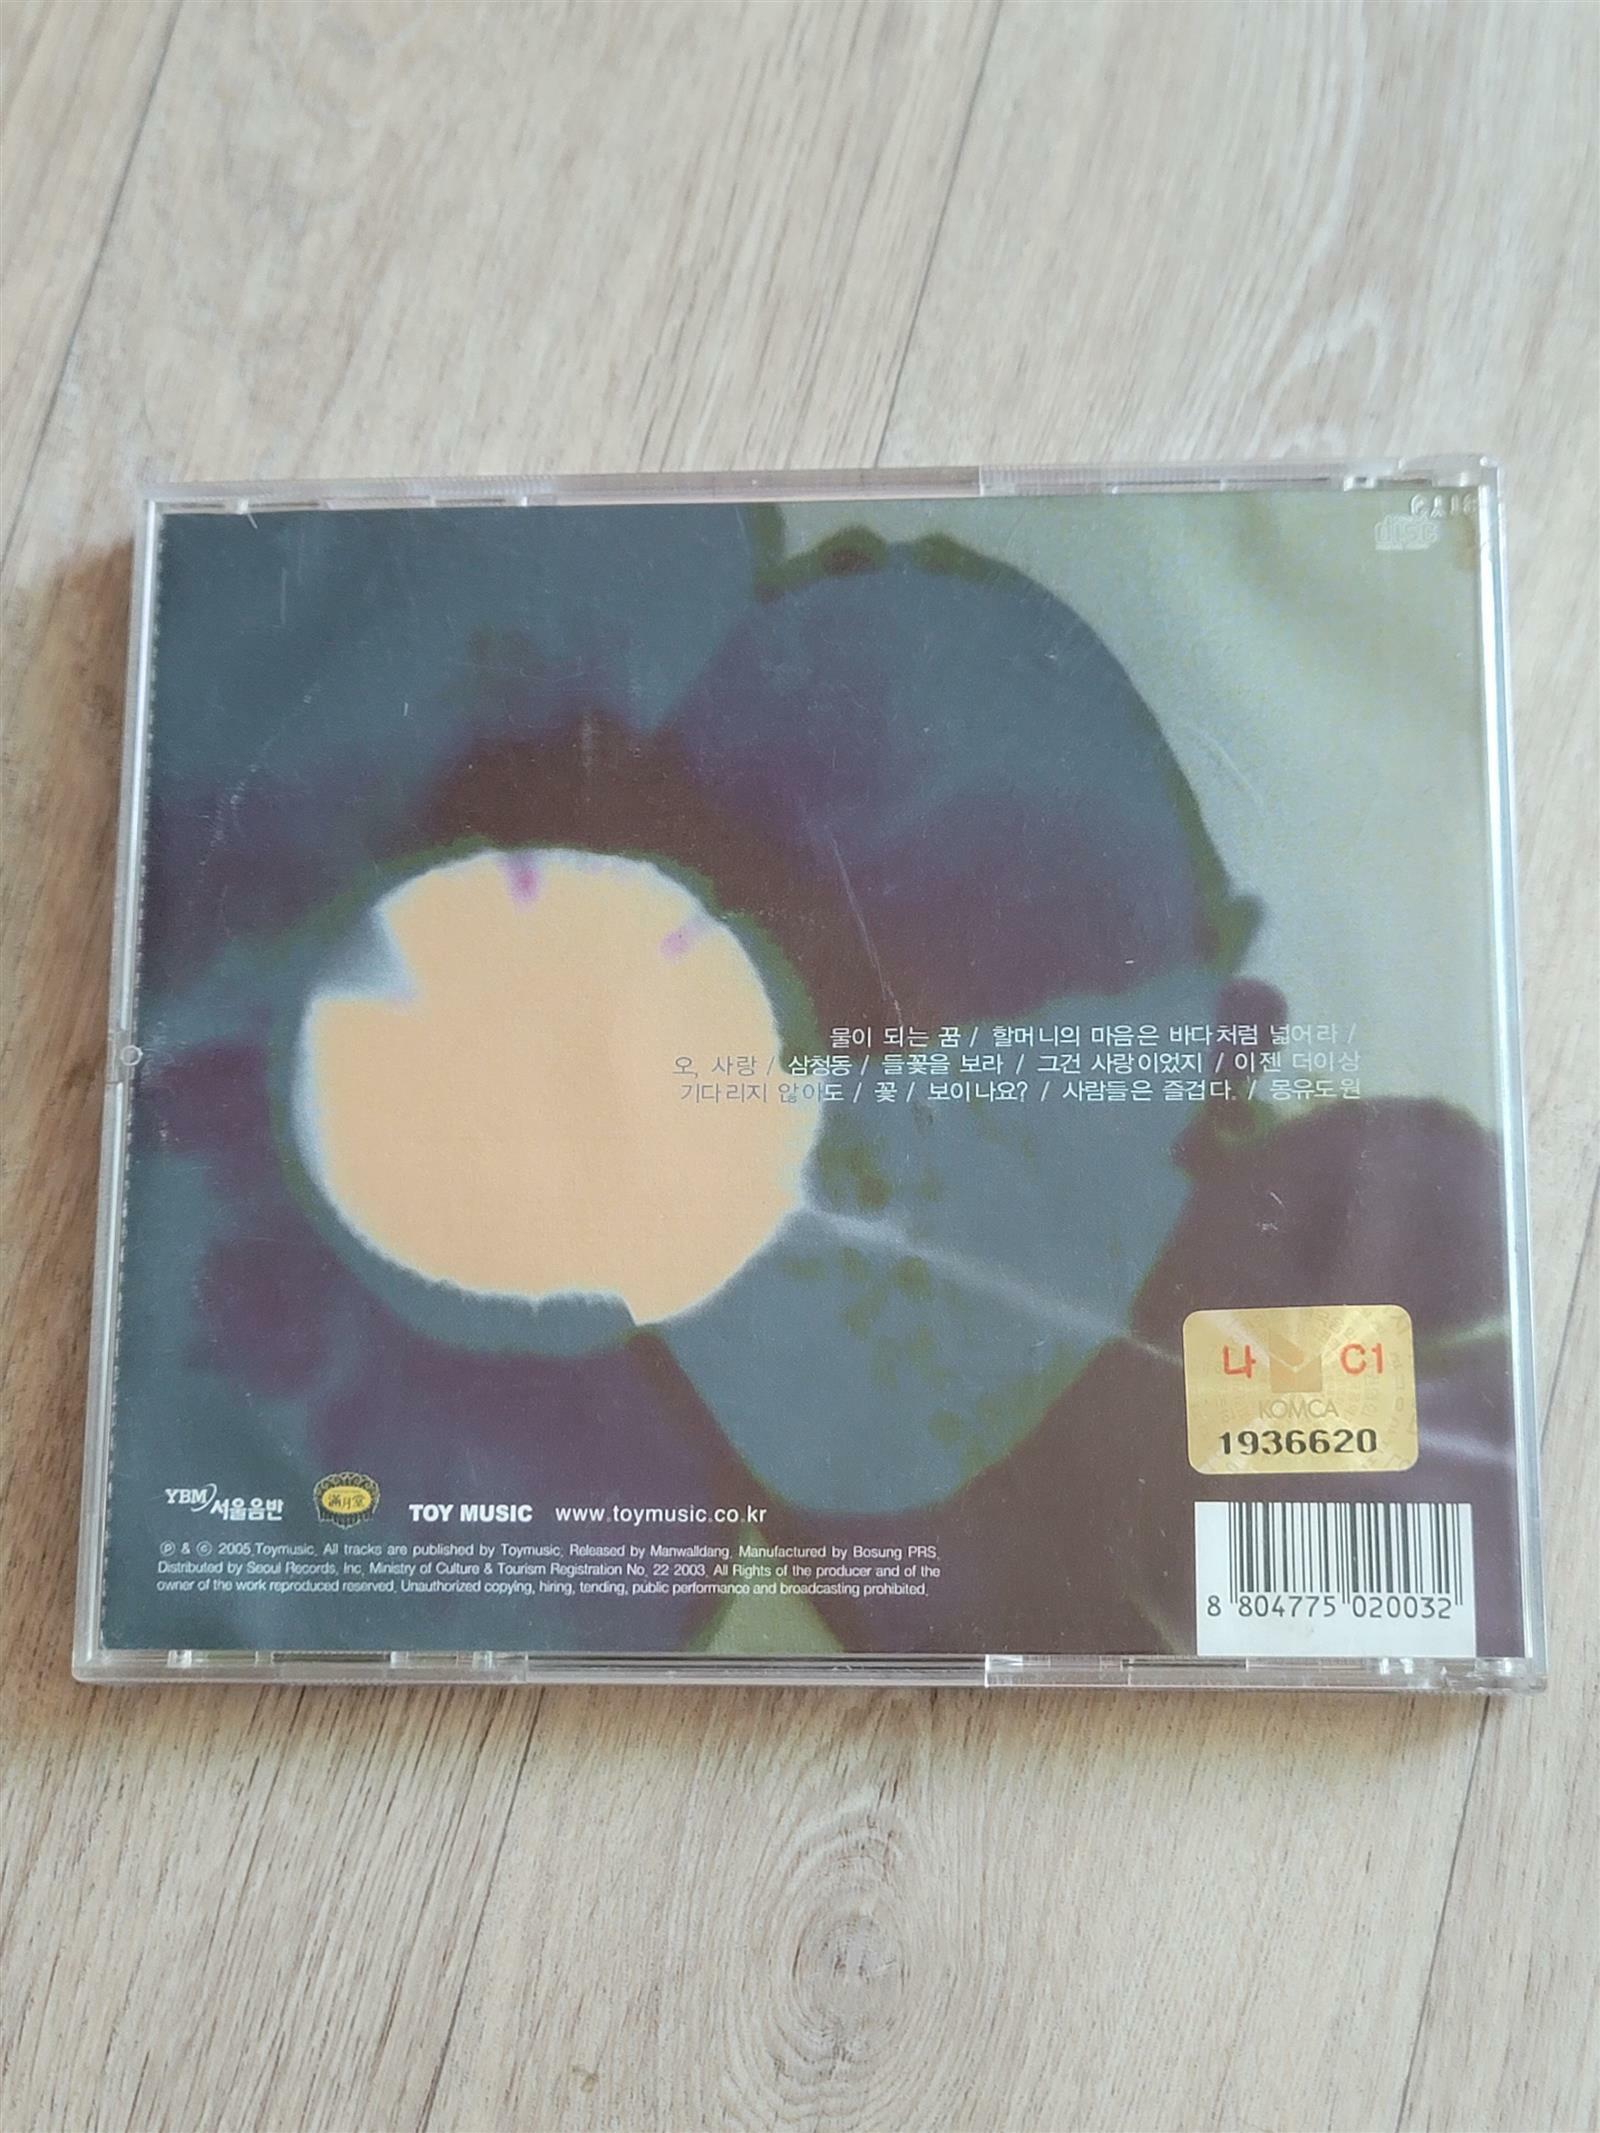 disc
물이 되는 꿈 / 할머니의 마음은 바다처럼 넓어라 /
오, 사랑 / 삼청동 / 들꽃을 보라 / 그건 사랑이었지 / 이젠 더이상
기다리지 않아도 / 꽃 / 보이나요? / 사람들은 즐겁다. / 몽유도원
나 C1
KOMCA
1936620
YBM 서울음반 滿月堂 TOY MUSIC www.toymusic.co.kr
℗ & © 2005 Toymusic. All tracks are published by Toymusic. Released by Manwalldang. Manufactured by Bosung PRS.
Distributed by Seoul Records, Inc. Ministry of Culture & Tourism Registration No. 22 2003. All Rights of the producer and of the
owner of the work reproduced reserved. Unauthorized copying, hiring, tending, public performance and broadcasting prohibited.
8 804775 020032